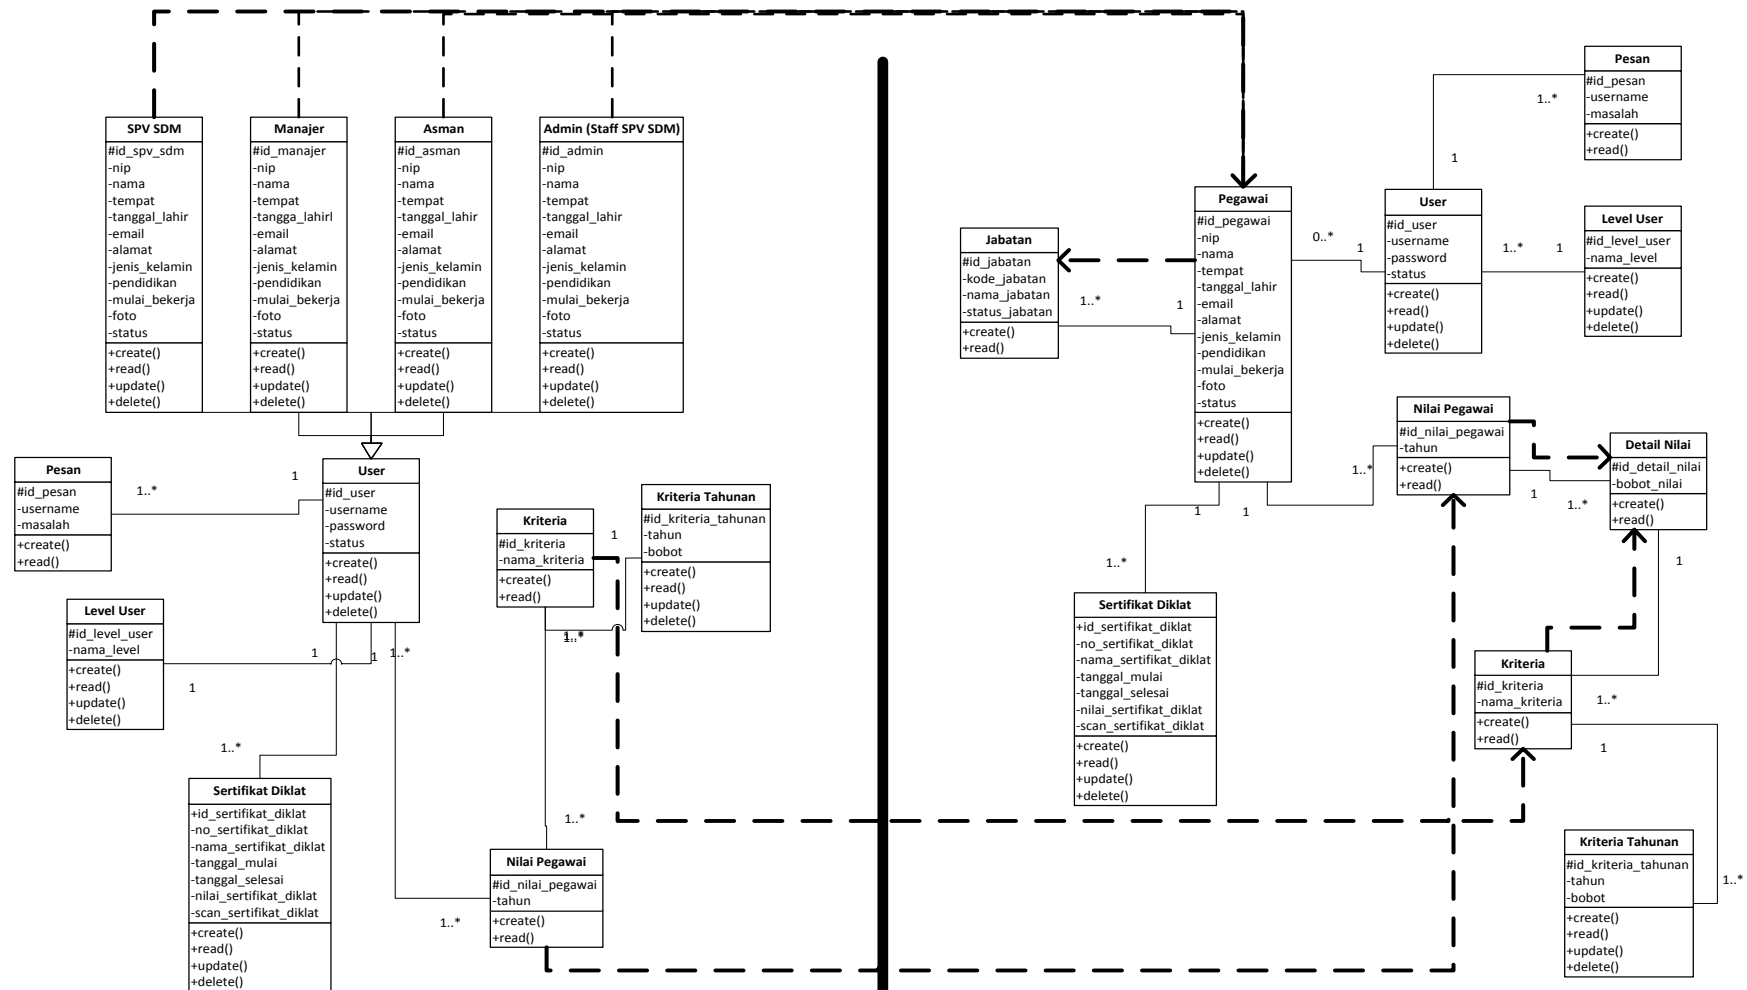 SPV SDM
#id_spv_sdm
-nip
-nama
-tempat
-tanggal_lahir
-email
-alamat
-jenis_kelamin
-pendidikan
-mulai_bekerja
-foto
-status
+create()
+read()
+update()
+delete()
Manajer
#id_manajer
-nip
-nama
-tempat
-tangga_lahirl
-email
-alamat
-jenis_kelamin
-pendidikan
-mulai_bekerja
-foto
-status
+create()
+read()
+update()
+delete()
Asman
#id_asman
-nip
-nama
-tempat
-tanggal_lahir
-email
-alamat
-jenis_kelamin
-pendidikan
-mulai_bekerja
-foto
-status
+create()
+read()
+update()
+delete()
Admin (Staff SPV SDM)
#id_admin
-nip
-nama
-tempat
-tanggal_lahir
-email
-alamat
-jenis_kelamin
-pendidikan
-mulai_bekerja
-foto
-status
+create()
+read()
+update()
+delete()
Pesan
#id_pesan
-username
-masalah
+create()
+read()
1..*
1
User
#id_user
-username
-password
-status
+create()
+read()
+update()
+delete()
Level User
#id_level_user
-nama_level
+create()
+read()
+update()
+delete()
1
1
1
1..*
1..*
Sertifikat Diklat
+id_sertifikat_diklat
-no_sertifikat_diklat
-nama_sertifikat_diklat
-tanggal_mulai
-tanggal_selesai
-nilai_sertifikat_diklat
-scan_sertifikat_diklat
+create()
+read()
+update()
+delete()
Kriteria
#id_kriteria
-nama_kriteria
+create()
+read()
1
1..*
Kriteria Tahunan
#id_kriteria_tahunan
-tahun
-bobot
+create()
+read()
+update()
+delete()
1..*
1..*
Nilai Pegawai
#id_nilai_pegawai
-tahun
+create()
+read()
Jabatan
#id_jabatan
-kode_jabatan
-nama_jabatan
-status_jabatan
+create()
+read()
1..*
1
Pegawai
#id_pegawai
-nip
-nama
-tempat
-tanggal_lahir
-email
-alamat
-jenis_kelamin
-pendidikan
-mulai_bekerja
-foto
-status
+create()
+read()
+update()
+delete()
0..*
1
User
#id_user
-username
-password
-status
+create()
+read()
+update()
+delete()
1
1..*
Pesan
#id_pesan
-username
-masalah
+create()
+read()
1..*
1
Level User
#id_level_user
-nama_level
+create()
+read()
+update()
+delete()
1
1
1..*
1..*
Nilai Pegawai
#id_nilai_pegawai
-tahun
+create()
+read()
1
1..*
Detail Nilai
#id_detail_nilai
-bobot_nilai
+create()
+read()
1
Sertifikat Diklat
+id_sertifikat_diklat
-no_sertifikat_diklat
-nama_sertifikat_diklat
-tanggal_mulai
-tanggal_selesai
-nilai_sertifikat_diklat
-scan_sertifikat_diklat
+create()
+read()
+update()
+delete()
Kriteria
#id_kriteria
-nama_kriteria
+create()
+read()
1..*
1
1..*
Kriteria Tahunan
#id_kriteria_tahunan
-tahun
-bobot
+create()
+read()
+update()
+delete()